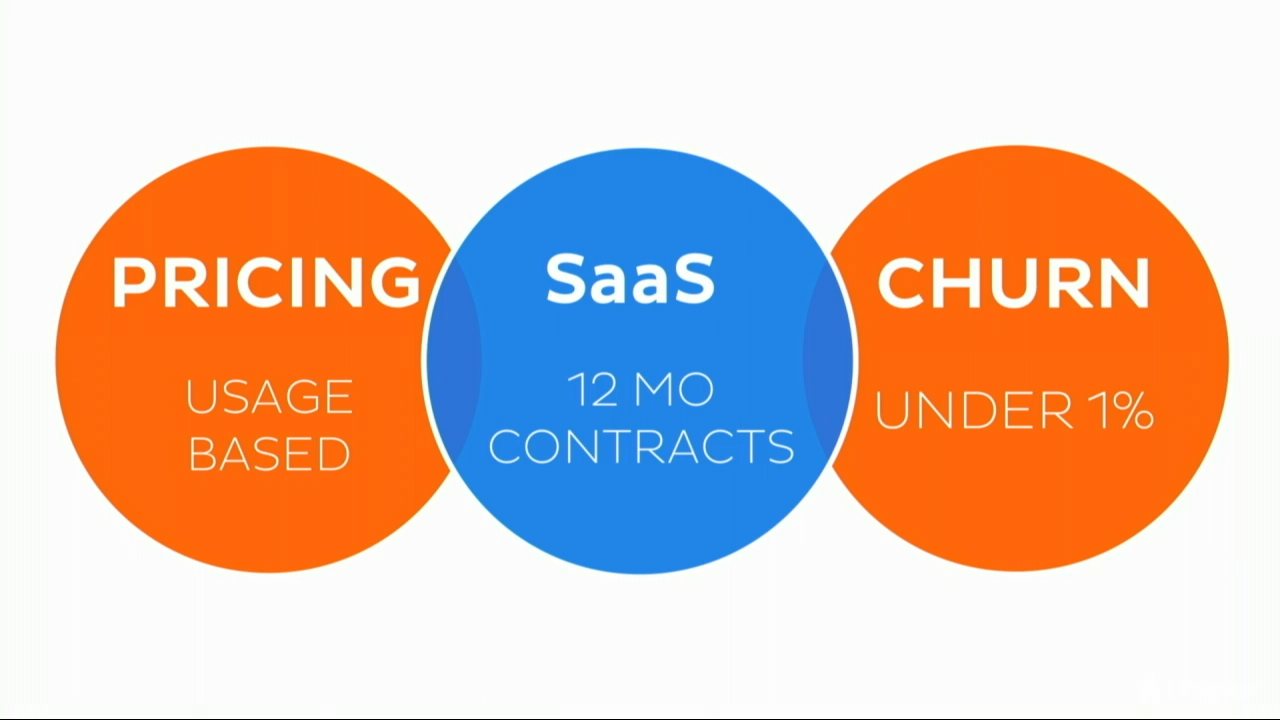 PRICING
USAGE
BASED
SaaS
12 MO
CONTRACTS
CHURN
UNDER 1%